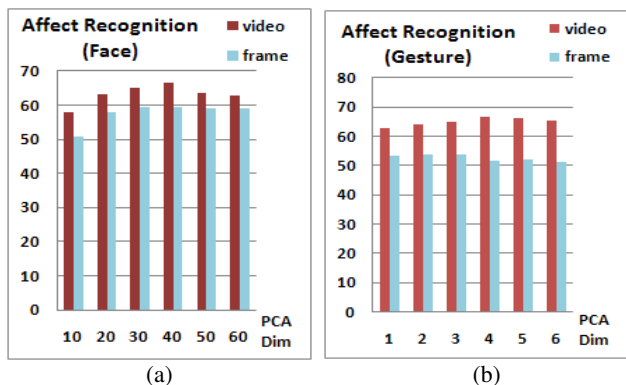 Affect Recognition
(Face)
video
frame
70
60
50
40
30
20
10
0
10 20 30 40 50 60
PCA
Dim
(a)
Affect Recognition
(Gesture)
video
frame
80
70
60
50
40
30
20
10
0
1 2 3 4 5 6
PCA
Dim
(b)